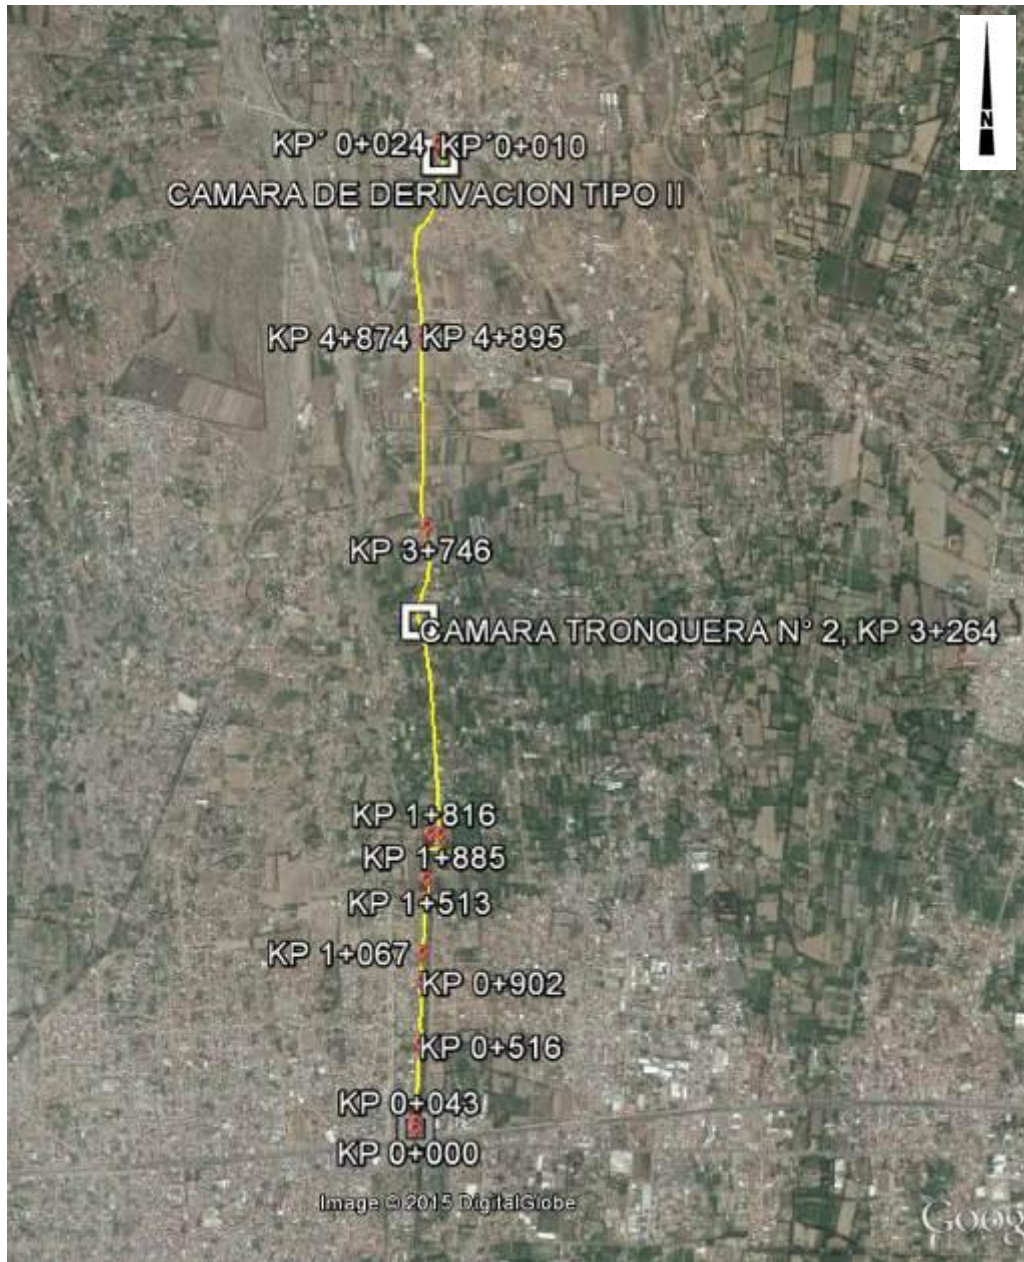 N
KP´ 0+024 KP´0+010
CAMARA DE DERIVACION TIPO II
KP 4+874 KP 4+895
KP 3+746
CAMARA TRONQUERA N° 2, KP 3+264
KP 1+816
KP 1+885
KP 1+513
KP 1+067
KP 0+902
KP 0+516
KP 0+043
KP 0+000
Image © 2015 DigitalGlobe
Goog